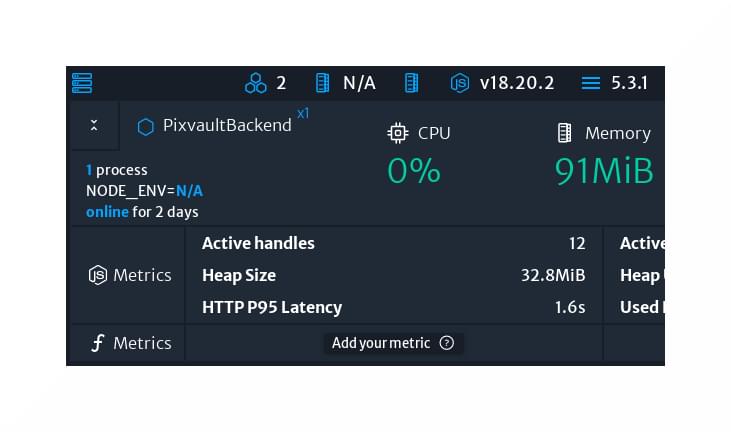 2 N/A v18.20.2 5.3.1
PixvaultBackend x1
CPU Memory
0% 91MiB
1 process
NODE_ENV=N/A
online for 2 days
Active handles 12 Active
Heap Size 32.8MiB Heap
HTTP P95 Latency 1.6s Used
JS Metrics
Metrics
Add your metric ?